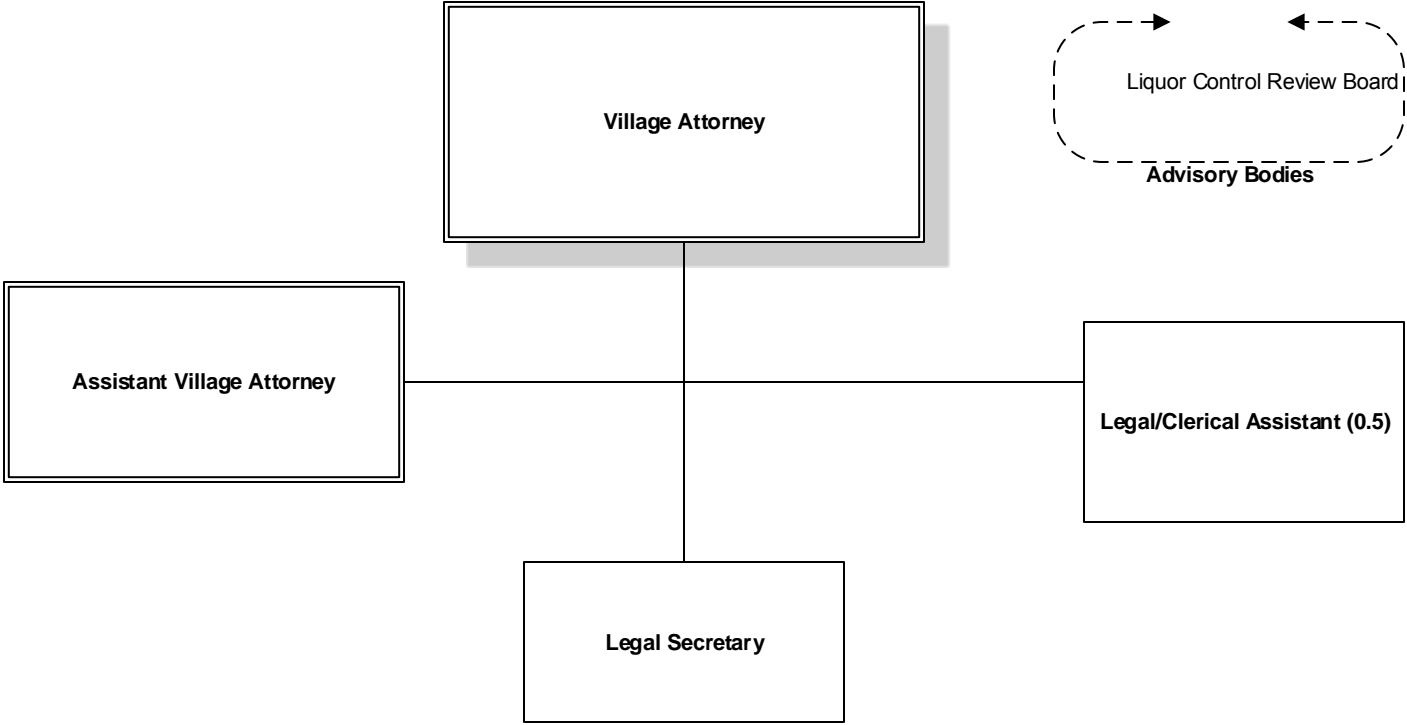 Village Attorney
Liquor Control Review Board
Advisory Bodies
Assistant Village Attorney
Legal/Clerical Assistant (0.5)
Legal Secretary